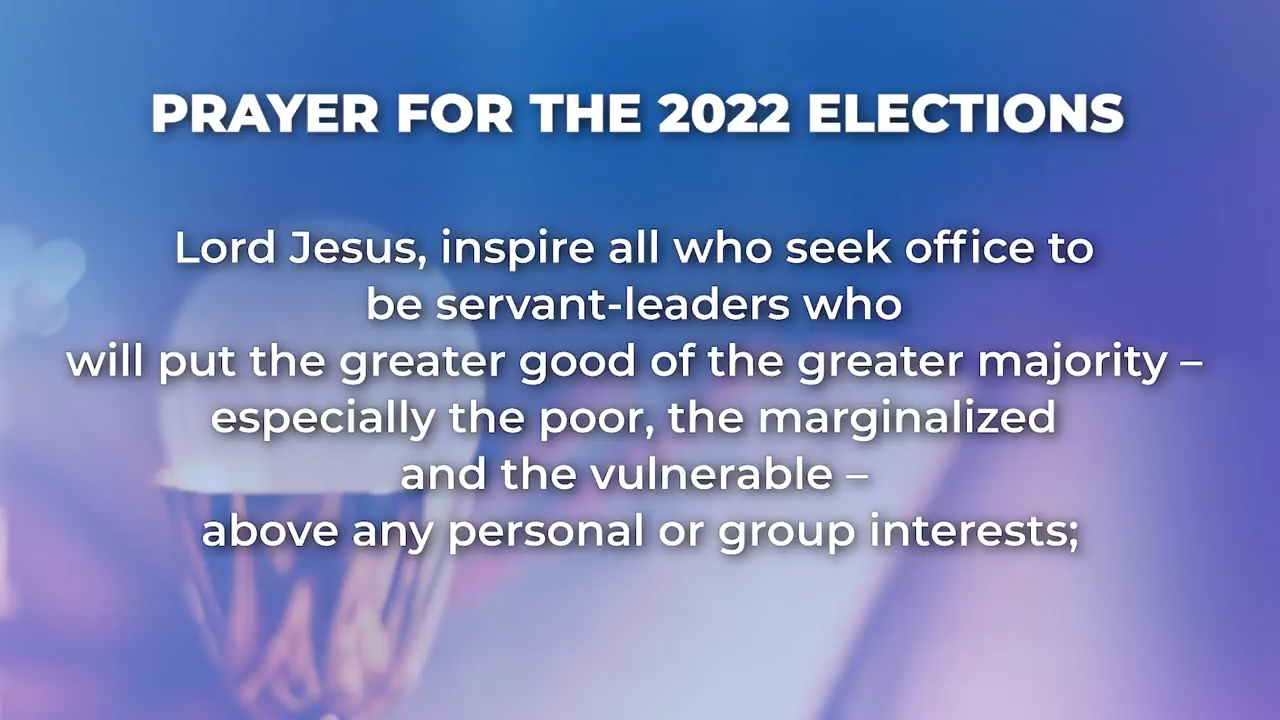 PRAYER FOR THE 2022 ELECTIONS
Lord Jesus, inspire all who seek office to
be servant-leaders who
will put the greater good of the greater majority –
especially the poor, the marginalized
and the vulnerable –
above any personal or group interests;